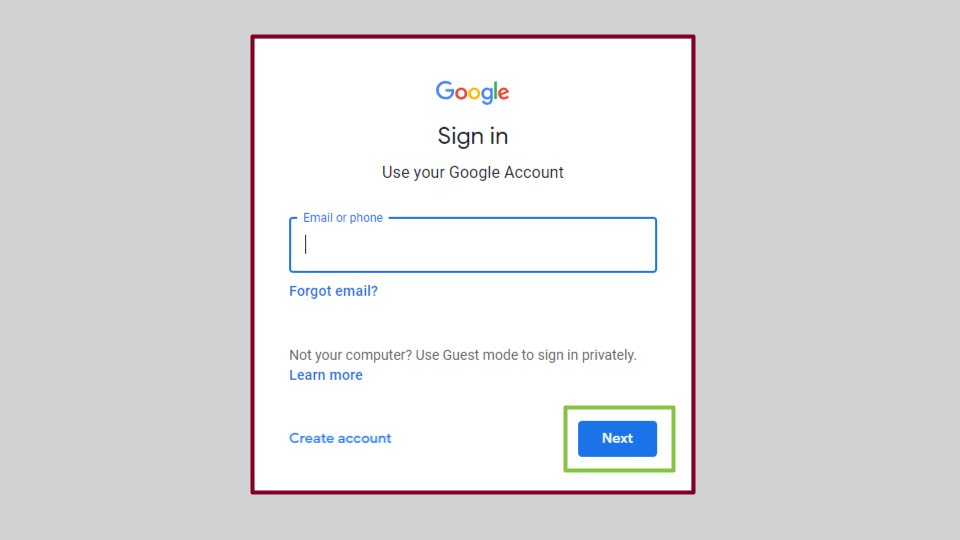 Google
Sign in
Use your Google Account
Email or phone
Forgot email?
Not your computer? Use Guest mode to sign in privately.
Learn more
Create account
Next